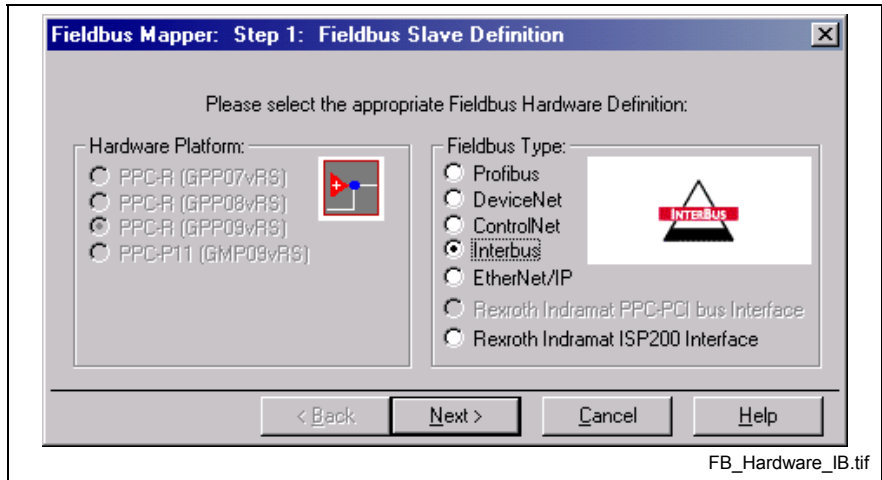 Fieldbus Mapper: Step 1: Fieldbus Slave Definition
Please select the appropriate Fieldbus Hardware Definition:
Hardware Platform:
PPC-R (GPP07vRS)
PPC-R (GPP08vRS)
PPC-R (GPP09vRS)
PPC-P11 (GMP09vRS)
Fieldbus Type:
Profibus
DeviceNet
ControlNet
Interbus
EtherNet/IP
Rexroth Indramat PPC-PCI bus Interface
Rexroth Indramat ISP200 Interface
INTERBUS
< Back
Next >
Cancel
Help
FB_Hardware_IB.tif